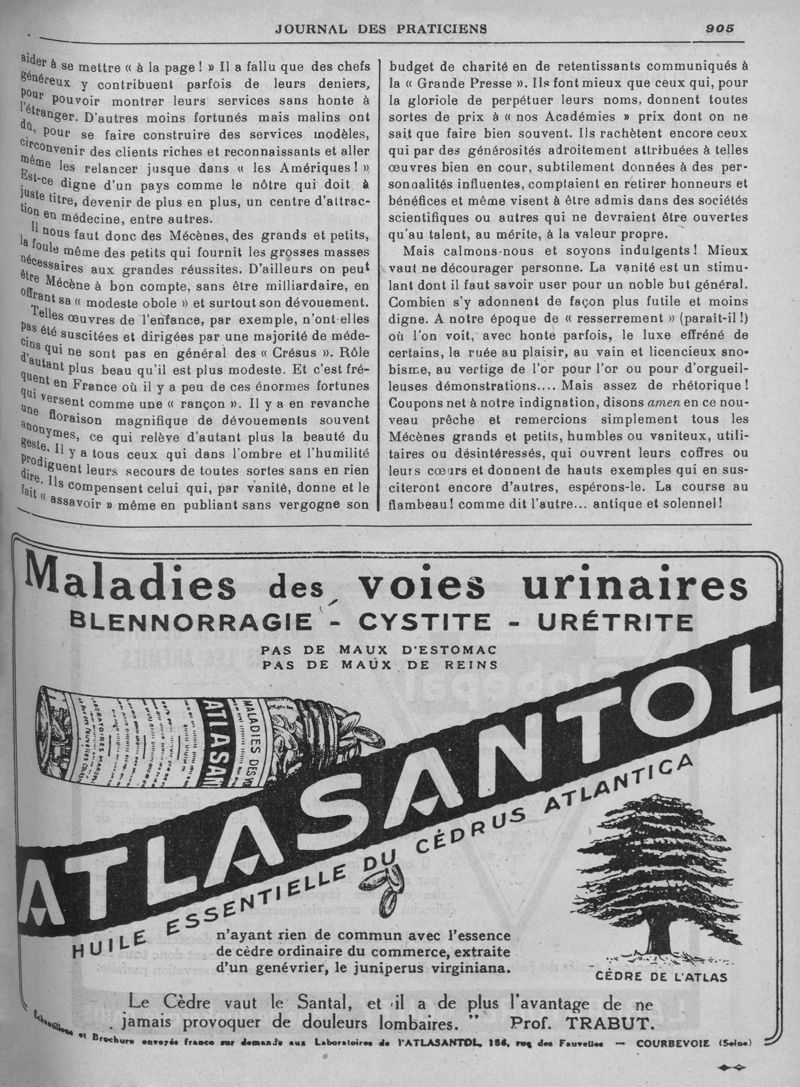 JOURNAL DES PRATICIENS 905
aider à se mettre « à la page ! » Il a fallu que des chefs
généreux y contribuent parfois de leurs deniers,
pour pouvoir montrer leurs services sans honte à
l'étranger. D'autres moins fortunés mais malins ont
dû, pour se faire construire des services modèles,
circonvenir des clients riches et reconnaissants et aller
même les relancer jusque dans « les Amériques ! »
Est-ce digne d'un pays comme le nôtre qui doit à
juste titre, devenir de plus en plus, un centre d'attrac-
tion en médecine, entre autres.
Il nous faut donc des Mécènes, des grands et petits,
la foule même des petits qui fournit les grosses masses
nécessaires aux grandes réussites. D'ailleurs on peut
être Mécène à bon compte, sans être milliardaire, en
offrant sa « modeste obole » et surtout son dévouement.
Telles œuvres de l'enfance, par exemple, n'ont elles
pas été suscitées et dirigées par une majorité de méde-
cins qui ne sont pas en général des « Crésus ». Rôle
d'autant plus beau qu'il est plus modeste. Et c'est fré-
quent en France où il y a peu de ces énormes fortunes
qui versent comme une « rançon ». Il y a en revanche
une floraison magnifique de dévouements souvent
anonymes, ce qui relève d'autant plus la beauté du
geste. Il y a tous ceux qui dans l'ombre et l'humilité
prodiguent leurs secours de toutes sortes sans en rien
dire. Ils compensent celui qui, par vanité, donne et le
fait « assavoir » même en publiant sans vergogne son
budget de charité en de retentissants communiqués à
la « Grande Presse ». Ils font mieux que ceux qui, pour
la gloriole de perpétuer leurs noms, donnent toutes
sortes de prix à « nos Académies » prix dont on ne
sait que faire bien souvent. Ils rachètent encore ceux
qui par des générosités adroitement attribuées à telles
œuvres bien en cour, subtilement données à des per-
sonnalités influentes, comptaient en retirer honneurs et
bénéfices et même visent à être admis dans des sociétés
scientifiques ou autres qui ne devraient être ouvertes
qu'au talent, au mérite, à la valeur propre.
Mais calmons-nous et soyons indulgents ! Mieux
vaut ne décourager personne. La vanité est un stimu-
lant dont il faut savoir user pour un noble but général.
Combien s'y adonnent de façon plus futile et moins
digne. A notre époque de « resserrement » (paraît-il !)
où l'on voit, avec honte parfois, le luxe effréné de
certains, la ruée au plaisir, au vain et licencieux sno-
bisme, au vertige de l'or pour l'or ou pour d'orgueil-
leuses démonstrations.... Mais assez de rhétorique !
Coupons net à notre indignation, disons amen en ce nou-
veau prêche et remercions simplement tous les
Mécènes grands et petits, humbles ou vaniteux, utili-
taires ou désintéressés, qui ouvrent leurs coffres ou
leurs cœurs et donnent de hauts exemples qui en sus-
citeront encore d'autres, espérons-le. La course au
flambeau ! comme dit l'autre... antique et solennel !
Maladies des voies urinaires
BLENNORRAGIE - CYSTITE - URÉTRITE
PAS DE MAUX D'ESTOMAC
PAS DE MAUX DE REINS
MALADIES DES VO
ATLASAN
ATLASANTOL
HUILE ESSENTIELLE DU CÉDRUS ATLANTICA
n'ayant rien de commun avec l'essence
de cèdre ordinaire du commerce, extraite
d'un genévrier, le juniperus virginiana.
CÈDRE DE L'ATLAS
Le Cèdre vaut le Santal, et il a de plus l'avantage de ne
jamais provoquer de douleurs lombaires. " Prof. TRABUT.
Echantillons et Brochure envoyés franco sur demande aux Laboratoires de l'ATLASANTOL, 184, rue des Fauvelles — COURBEVOIE (Seine)